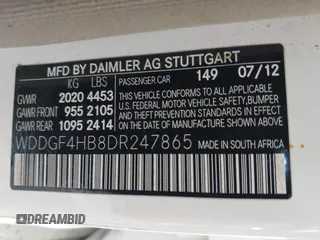 MFD BY DAIMLER AG STUTTGART
KG LBS PASSENGER CAR 149 07/12
GVWR 2020 4453 THIS VEHICLE CONFORMS TO ALL
GAWR FRONT 955 2105 APPLICABLE U.S. FEDERAL MOTOR
GAWR REAR 1095 2414 VEHICLE SAFETY, BUMPER, AND THEFT
PREVENTION STANDARDS IN EFFECT ON THE
DATE OF MANUFACTURE SHOWN ABOVE.
WDDGF4HB8DR247865 MADE IN SOUTH AFRICA
DEALERBID.COM